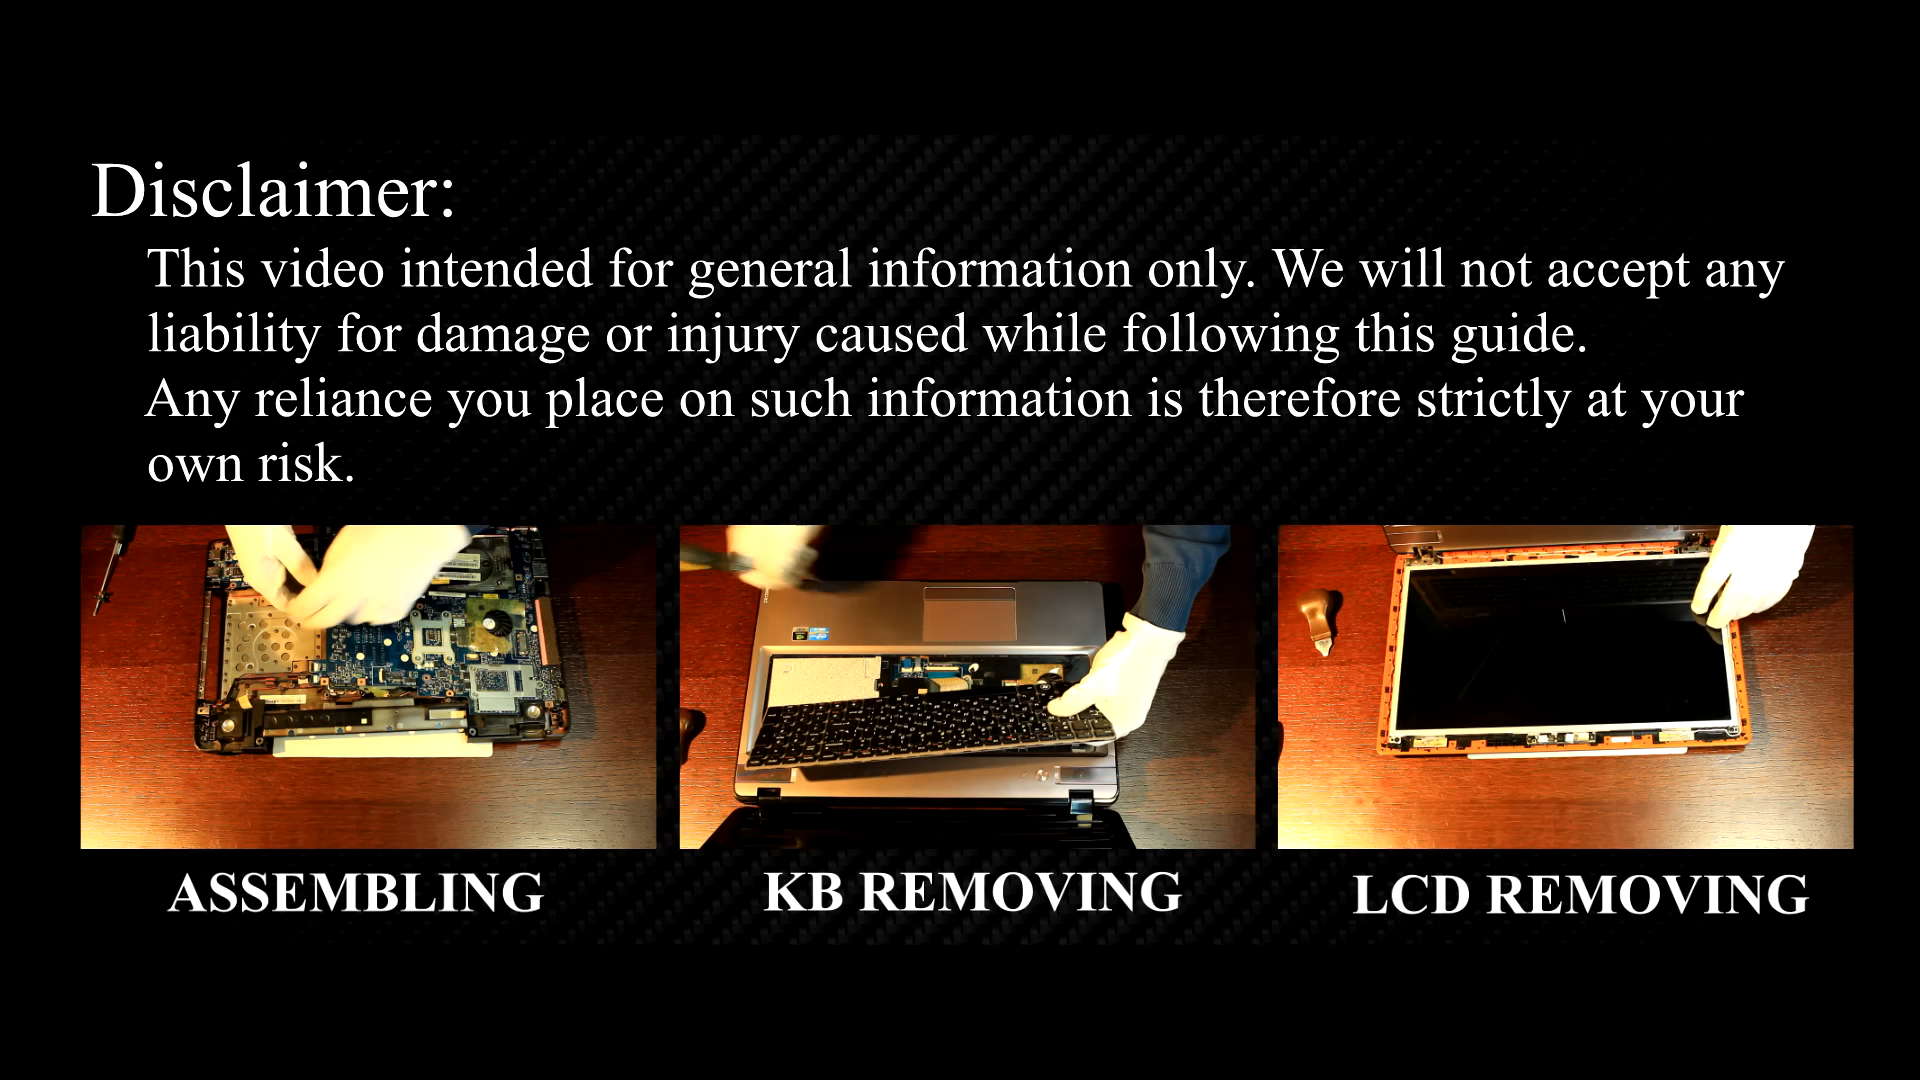 Disclaimer:
This video intended for general information only. We will not accept any
liability for damage or injury caused while following this guide.
Any reliance you place on such information is therefore strictly at your
own risk.
ASSEMBLING
KB REMOVING
LCD REMOVING